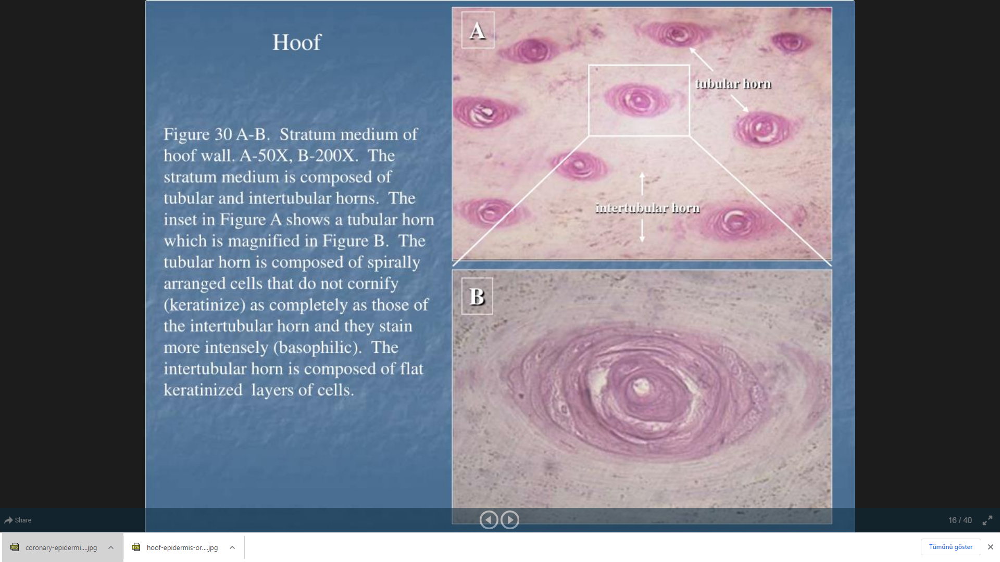 Hoof
Figure 30 A-B.  Stratum medium of
hoof wall. A-50X, B-200X.  The
stratum medium is composed of
tubular and intertubular horns.  The
inset in Figure A shows a tubular horn
which is magnified in Figure B.  The
tubular horn is composed of spirally
arranged cells that do not cornify
(keratinize) as completely as those of
the intertubular horn and they stain
more intensely (basophilic).  The
intertubular horn is composed of flat
keratinized  layers of cells.
A
tubular horn
intertubular horn
B
Share
16 / 40
coronary-epidermi....jpg
hoof-epidermis-or...jpg
Tümünü göster